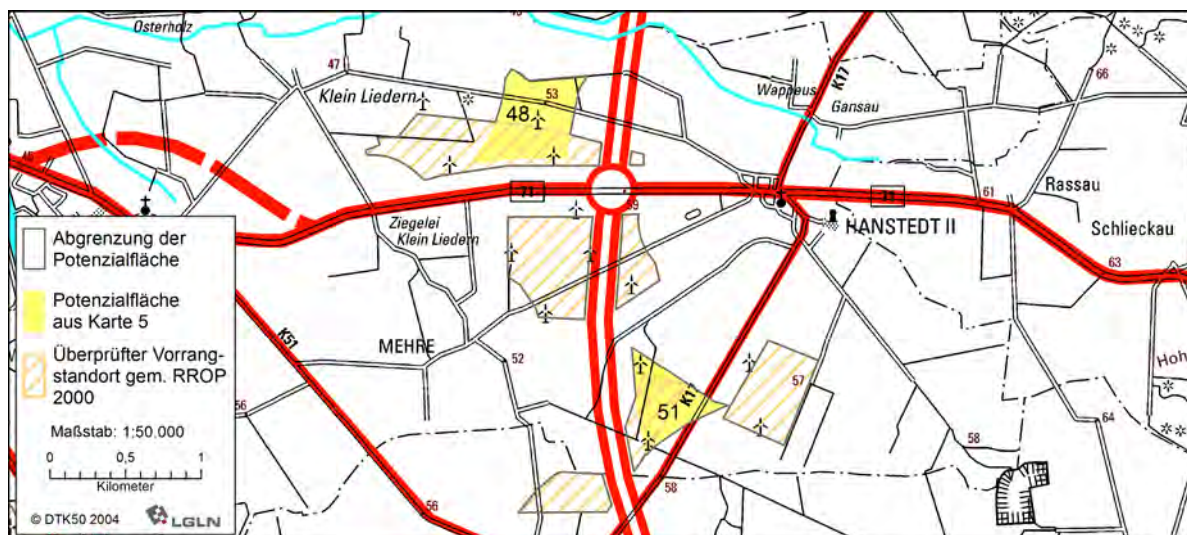 Osterholz
47
Klein Liedern
53
48
K17
66
Wappeus
Gansau
71
59
71
61
Rassau
HANSTEDT II
Schlieckau
63
Ziegelei
Klein Liedern
K51
MEHRE
52
57
51
K17
Hoh
56
64
58
58
56
Abgrenzung der
Potenzialfläche
Potenzialfläche
aus Karte 5
Überprüfter Vorrang-
standort gem. RROP
2000
Maßstab: 1:50.000
0 0,5 1
Kilometer
© DTK50 2004
LGLN